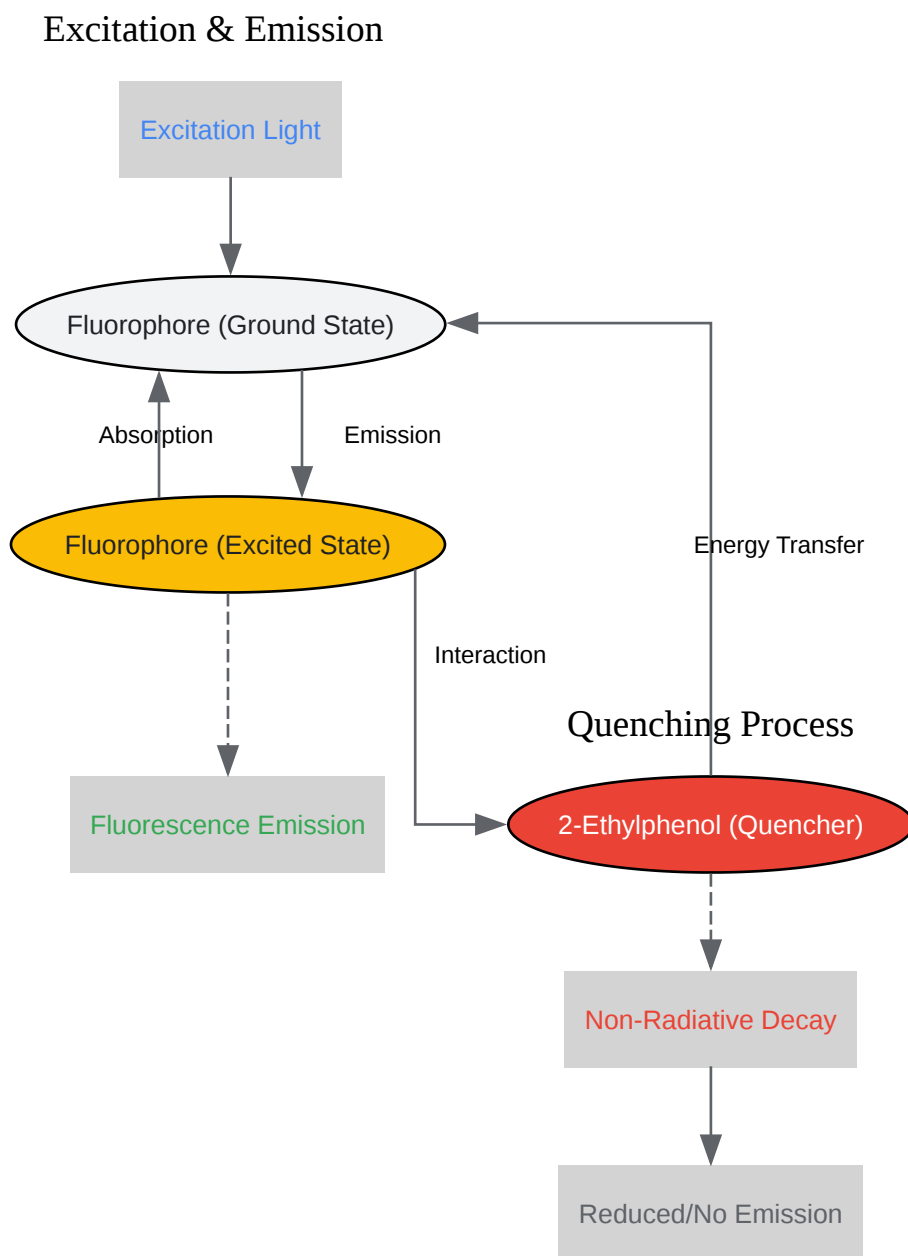 Excitation & Emission
Excitation Light
Fluorophore (Ground State)
Absorption
Emission
Fluorophore (Excited State)
Energy Transfer
Interaction
Quenching Process
Fluorescence Emission
2-Ethylphenol (Quencher)
Non-Radiative Decay
Reduced/No Emission